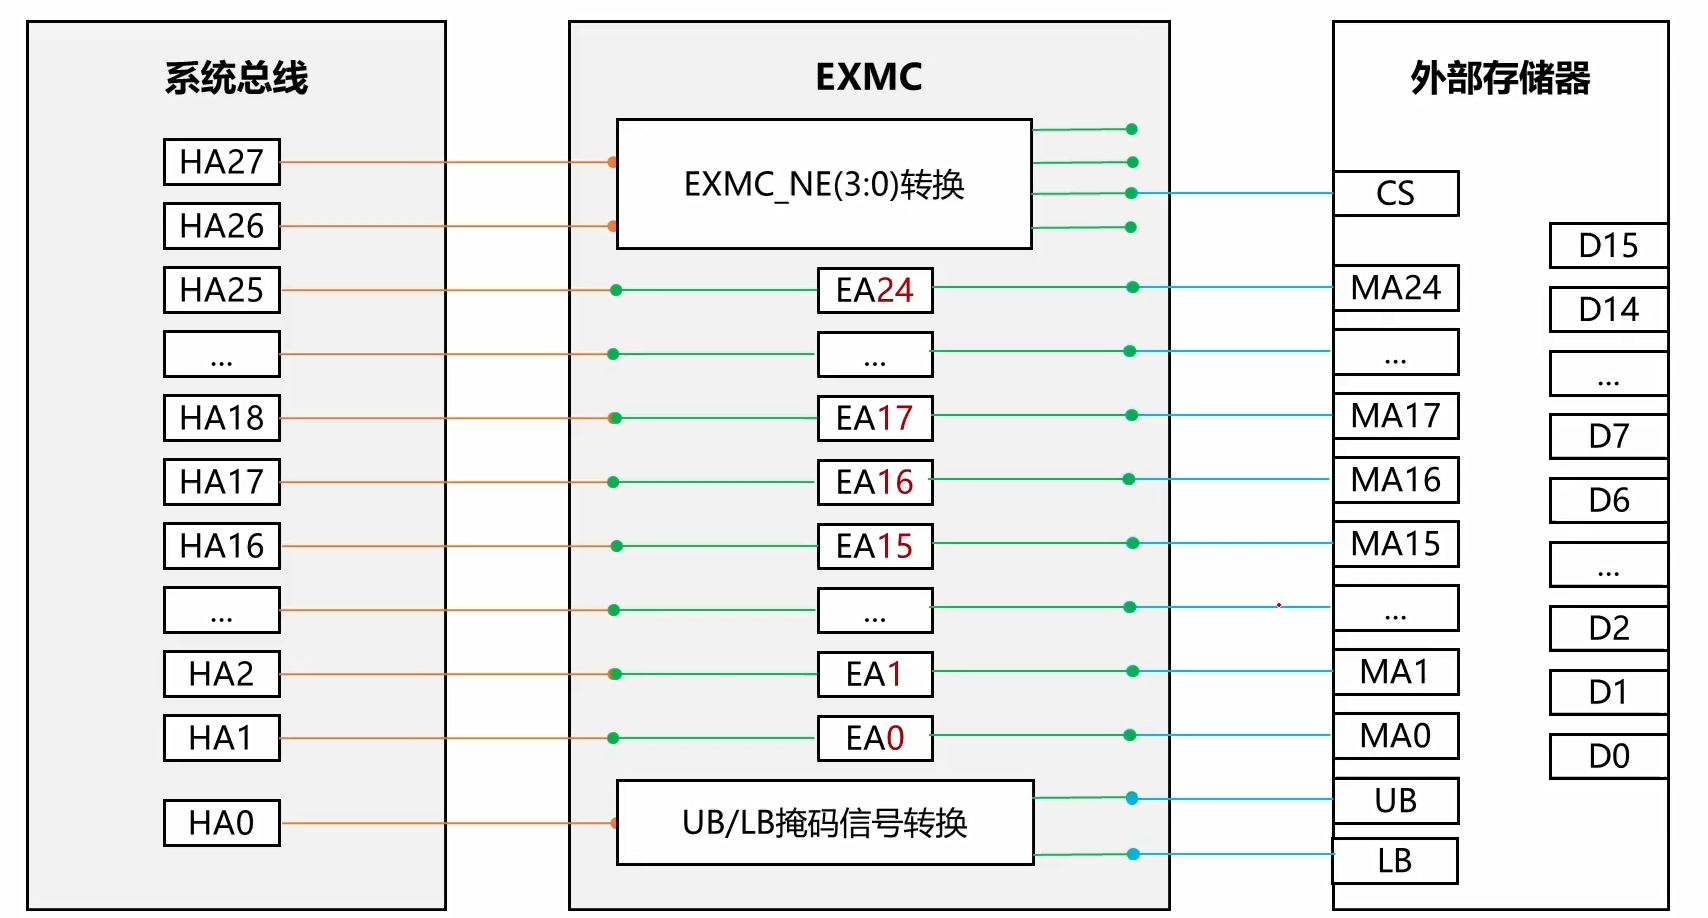 系统总线
HA27
HA26
HA25
...
HA18
HA17
HA16
...
HA2
HA1
HA0
EXMC
EXMC_NE(3:0)转换
EA24
...
EA17
EA16
EA15
...
EA1
EA0
UB/LB掩码信号转换
外部存储器
CS
MA24
...
MA17
MA16
MA15
...
MA1
MA0
UB
LB
D15
D14
...
D7
D6
...
D2
D1
D0